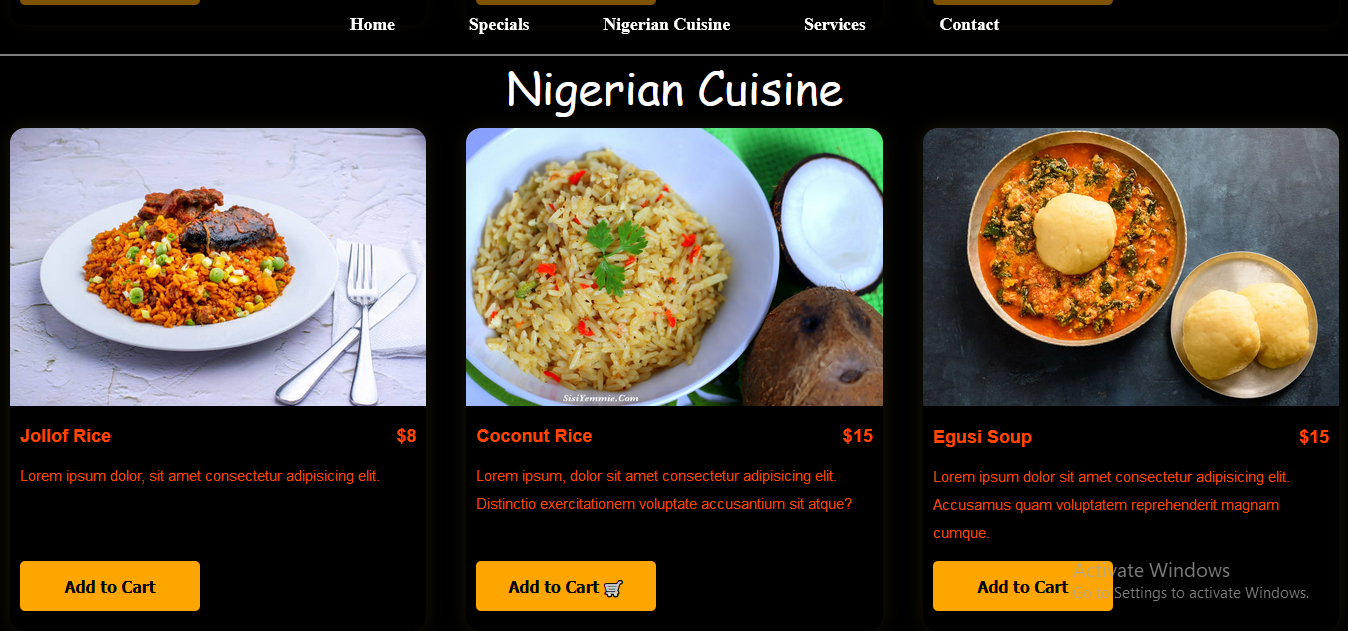 Home Specials Nigerian Cuisine Services Contact
Nigerian Cuisine
SisiYemmie.Com
Jollof Rice $8
Lorem ipsum dolor, sit amet consectetur adipisicing elit.
Add to Cart
Coconut Rice $15
Lorem ipsum, dolor sit amet consectetur adipisicing elit.
Distinctio exercitationem voluptate accusantium sit atque?
Add to Cart 🛒
Egusi Soup $15
Lorem ipsum dolor sit amet consectetur adipisicing elit.
Accusamus quam voluptatem reprehenderit magnam
cumque.
Add to Cart
Activate Windows
Go to Settings to activate Windows.